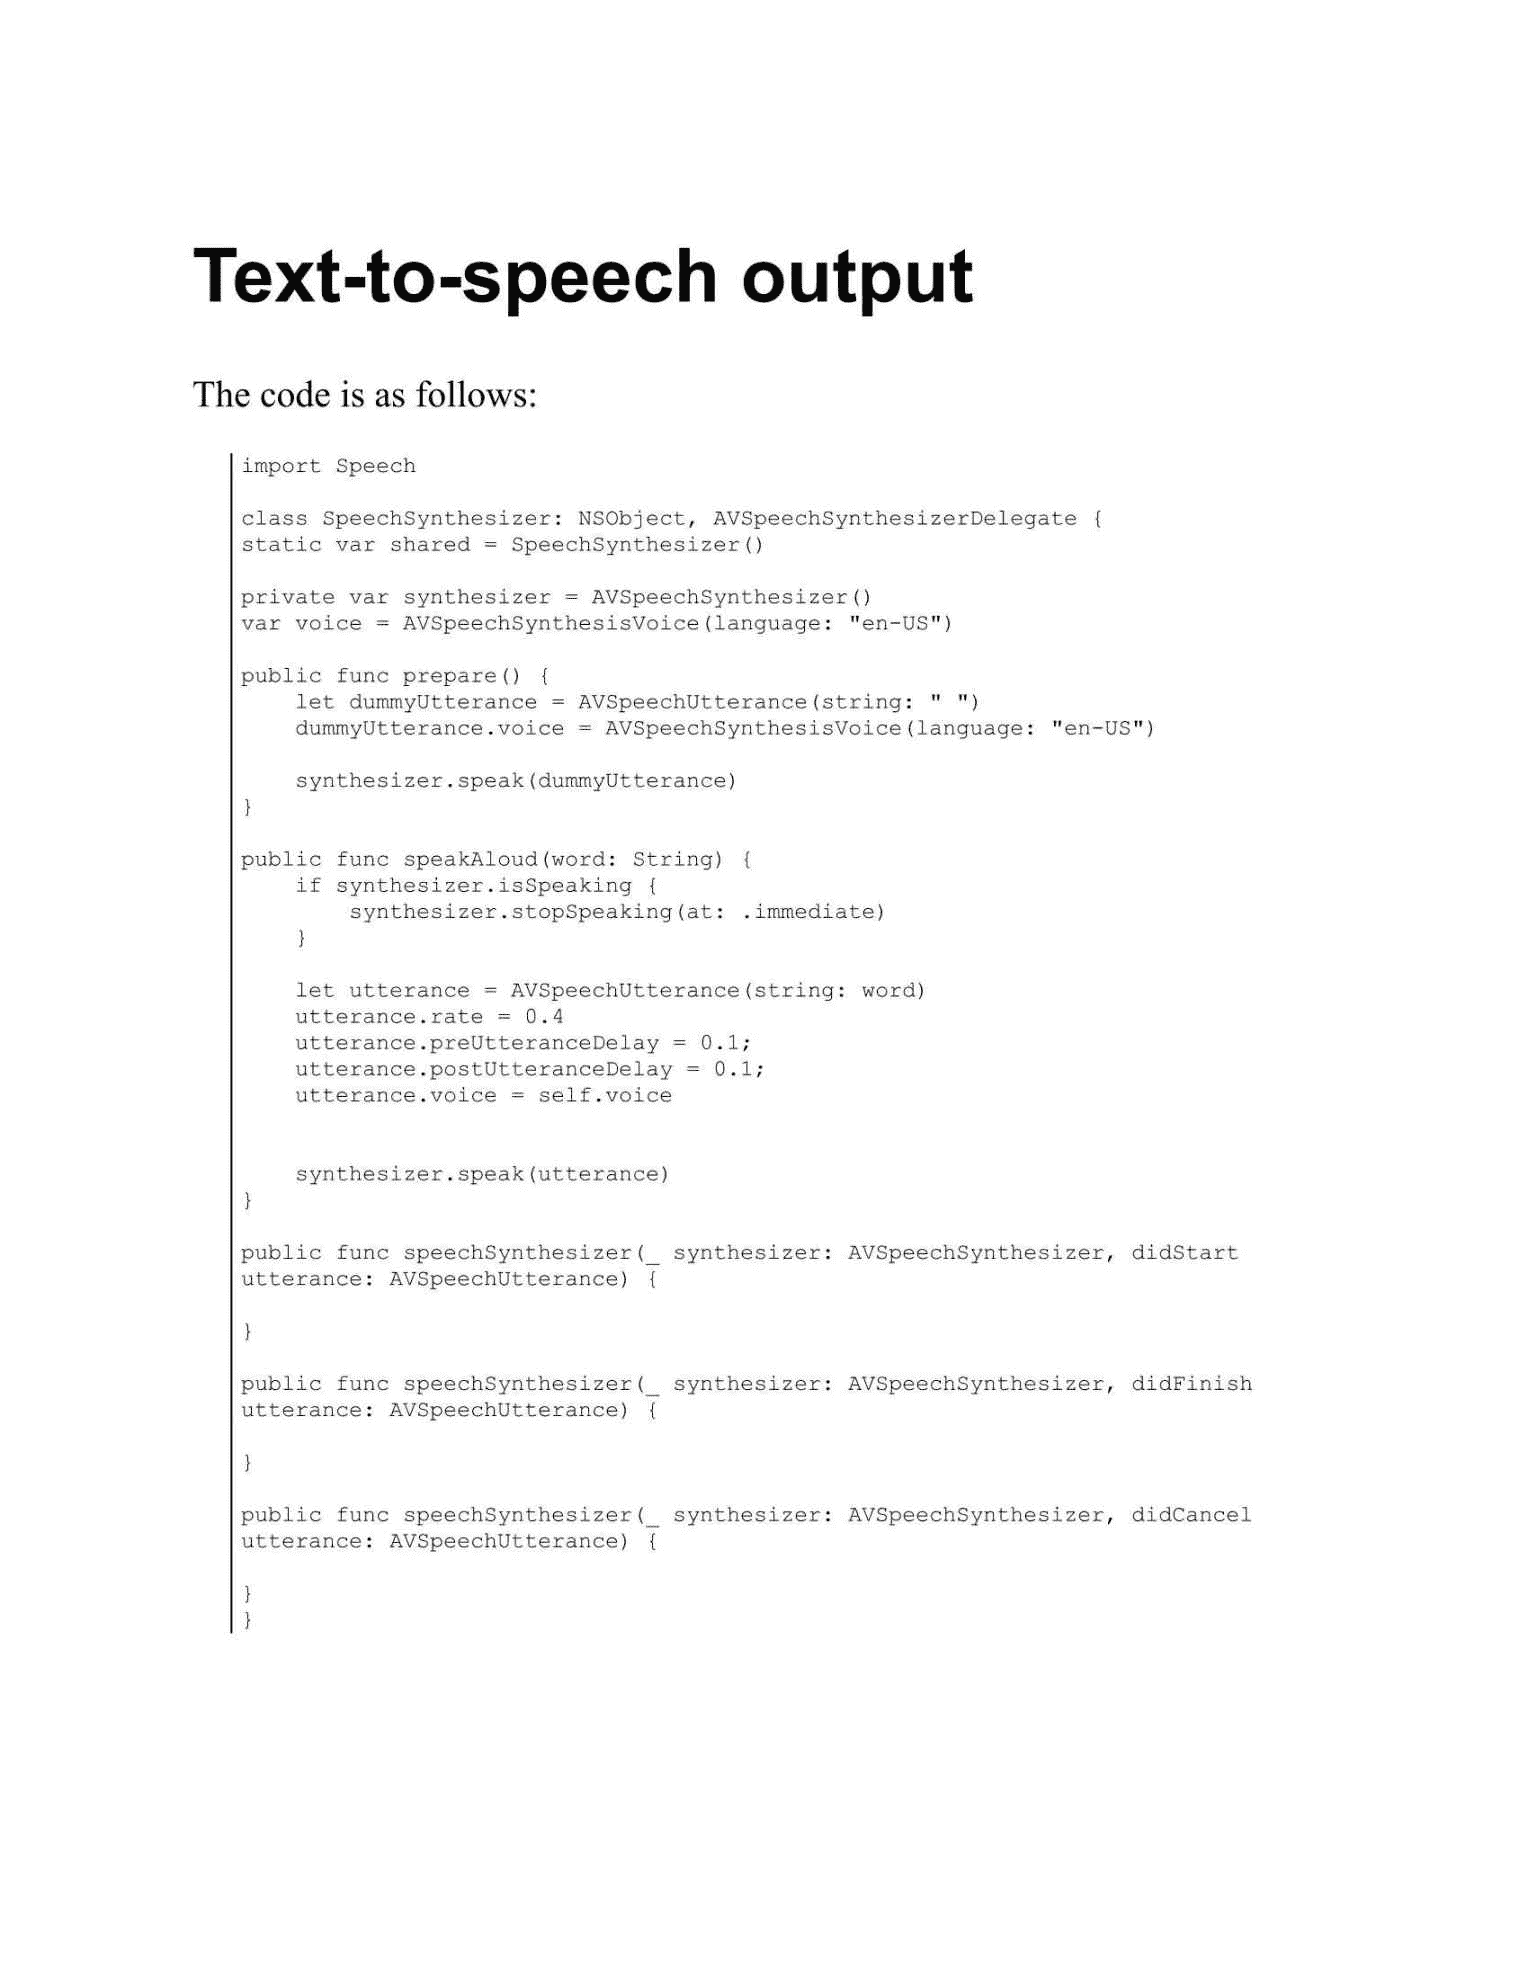 Text-to-speech output
The code is as follows:
import Speech
class SpeechSynthesizer: NSObject, AVSpeechSynthesizerDelegate {
static var shared = SpeechSynthesizer()
private var synthesizer = AVSpeechSynthesizer()
var voice = AVSpeechSynthesisVoice(language: "en-US")
public func prepare() {
    let dummyUtterance = AVSpeechUtterance(string: " ")
    dummyUtterance.voice = AVSpeechSynthesisVoice(language: "en-US")
    synthesizer.speak(dummyUtterance)
}
public func speakAloud(word: String) {
    if synthesizer.isSpeaking {
        synthesizer.stopSpeaking(at: .immediate)
    }
    let utterance = AVSpeechUtterance(string: word)
    utterance.rate = 0.4
    utterance.preUtteranceDelay = 0.1;
    utterance.postUtteranceDelay = 0.1;
    utterance.voice = self.voice
    synthesizer.speak(utterance)
}
public func speechSynthesizer(_ synthesizer: AVSpeechSynthesizer, didStart
utterance: AVSpeechUtterance) {
}
public func speechSynthesizer(_ synthesizer: AVSpeechSynthesizer, didFinish
utterance: AVSpeechUtterance) {
}
public func speechSynthesizer(_ synthesizer: AVSpeechSynthesizer, didCancel
utterance: AVSpeechUtterance) {
}
}